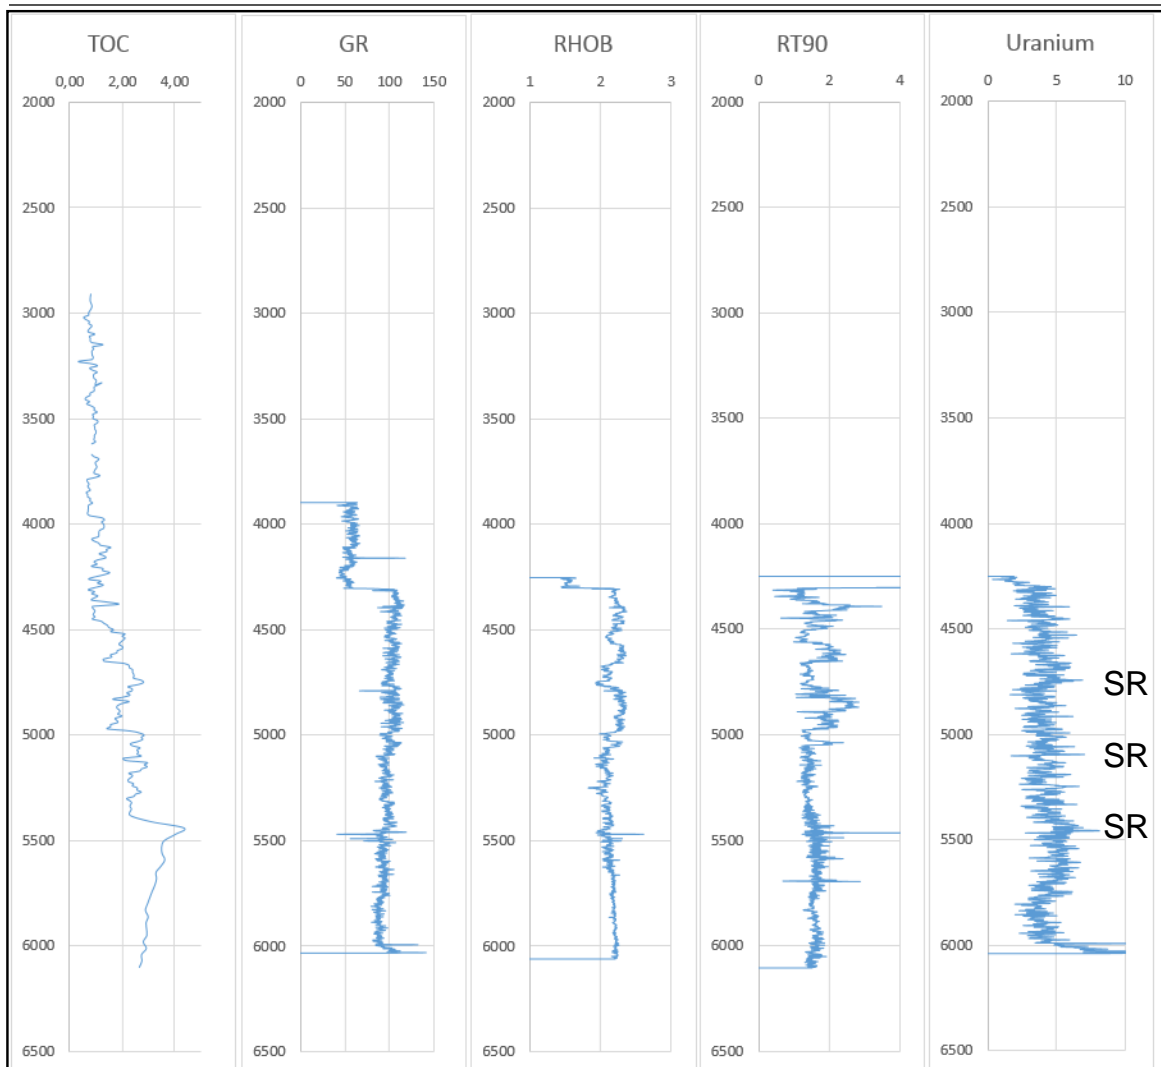 TOC GR RHOB RT90 Uranium
0,00 2,00 4,00 0 50 100 150 1 2 3 0 2 4 0 5 10
2000 2000 2000 2000 2000
2500 2500 2500 2500 2500
3000 3000 3000 3000 3000
3500 3500 3500 3500 3500
4000 4000 4000 4000 4000
4500 4500 4500 4500 4500
SR
5000 5000 5000 5000 5000
SR
SR
5500 5500 5500 5500 5500
6000 6000 6000 6000 6000
6500 6500 6500 6500 6500